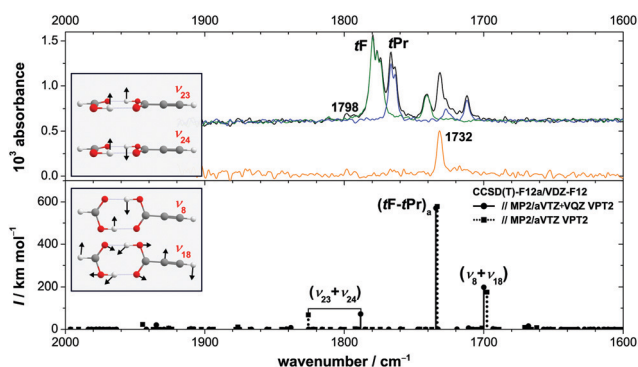 2000 1900 1800 1700 1600
1.5
1.0
0.5
0.0
10³ absorbance
tF tPr
1798
1732
ν23
ν24
ν8
ν18
CCSD(T)-F12a/VDZ-F12
// MP2/aVTZ+VQZ VPT2
// MP2/aVTZ VPT2
600
400
200
0
I / km mol⁻¹
(tF-tPr)a
(ν23+ν24)
(ν8+ν18)
2000 1900 1800 1700 1600
wavenumber / cm⁻¹